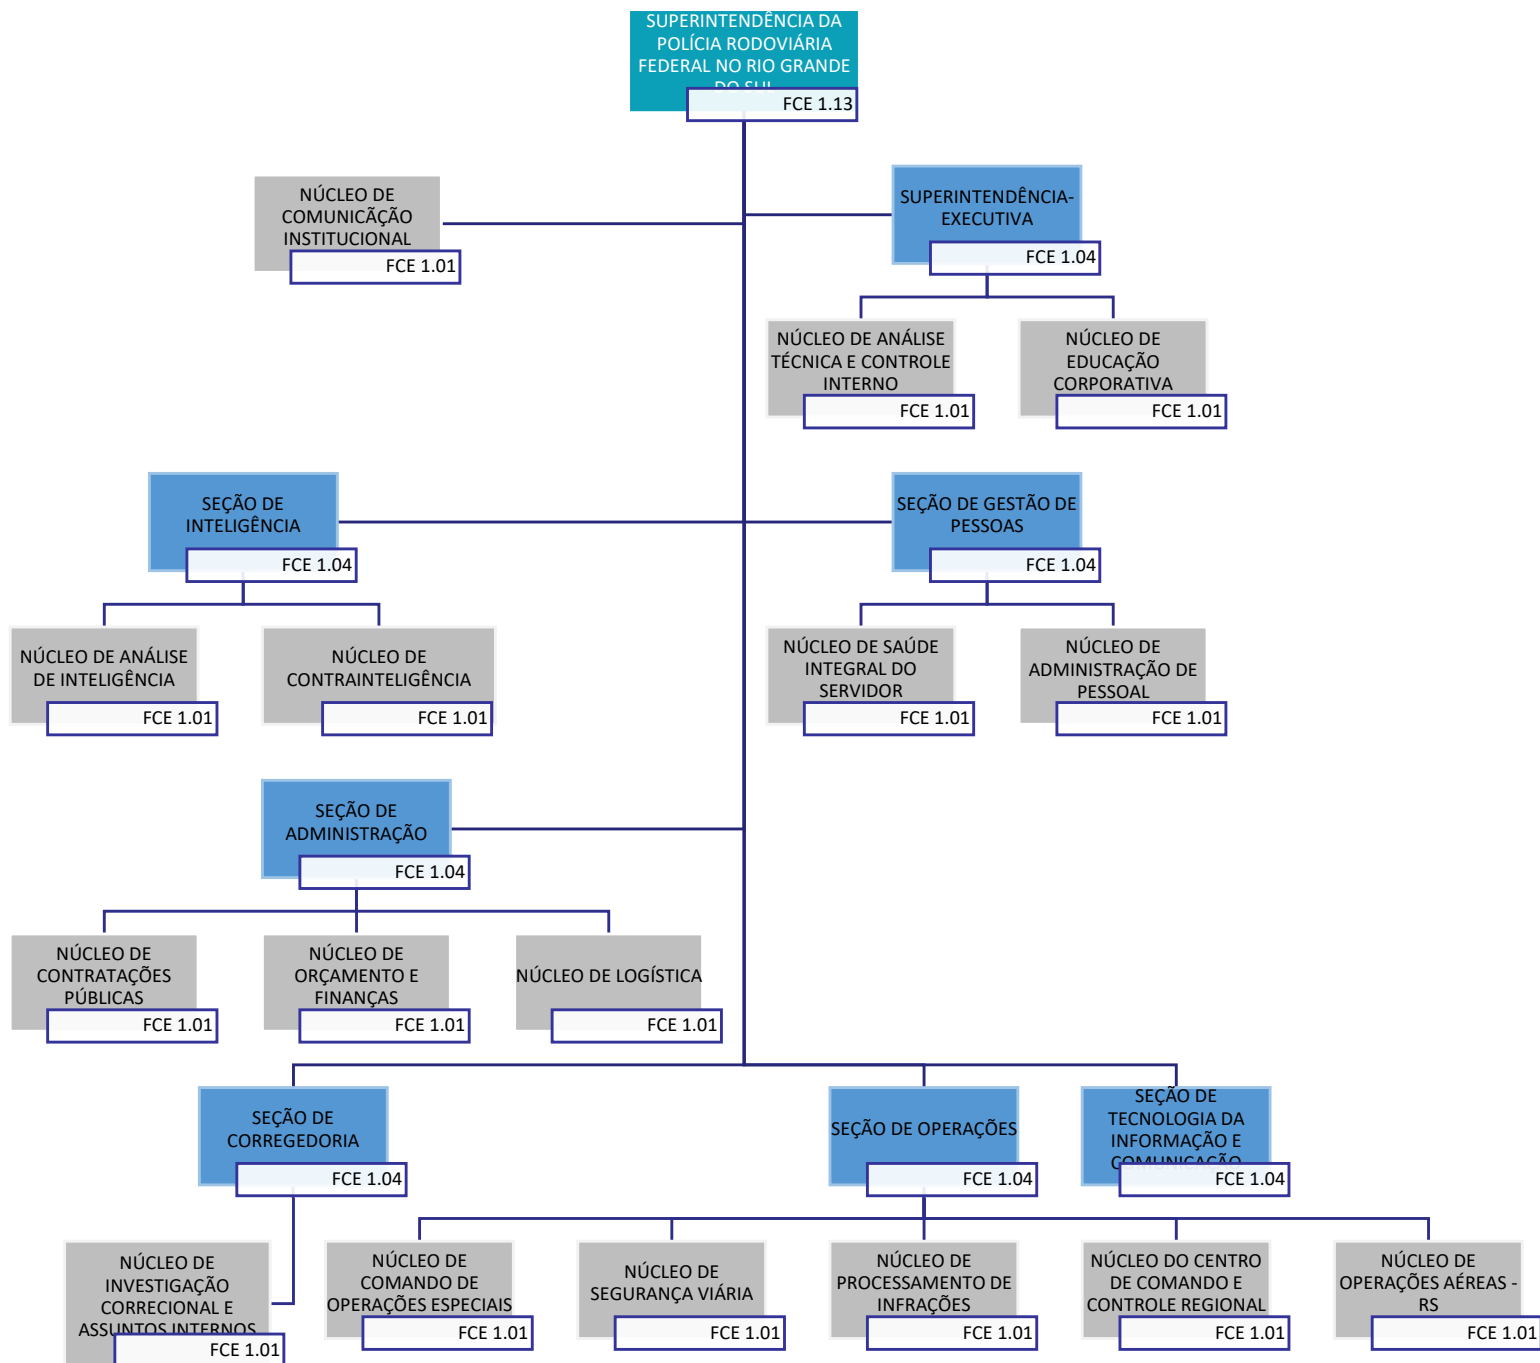 SUPERINTENDÊNCIA DA
POLÍCIA RODOVIÁRIA
FEDERAL NO RIO GRANDE
DO SUL
FCE 1.13
NÚCLEO DE
COMUNICÃÇÃO
INSTITUCIONAL
FCE 1.01
SUPERINTENDÊNCIA-
EXECUTIVA
FCE 1.04
NÚCLEO DE ANÁLISE
TÉCNICA E CONTROLE
INTERNO
FCE 1.01
NÚCLEO DE
EDUCAÇÃO
CORPORATIVA
FCE 1.01
SEÇÃO DE
INTELIGÊNCIA
FCE 1.04
SEÇÃO DE GESTÃO DE
PESSOAS
FCE 1.04
NÚCLEO DE ANÁLISE
DE INTELIGÊNCIA
FCE 1.01
NÚCLEO DE
CONTRAINTELIGÊNCIA
FCE 1.01
NÚCLEO DE SAÚDE
INTEGRAL DO
SERVIDOR
FCE 1.01
NÚCLEO DE
ADMINISTRAÇÃO DE
PESSOAL
FCE 1.01
SEÇÃO DE
ADMINISTRAÇÃO
FCE 1.04
NÚCLEO DE
CONTRATAÇÕES
PÚBLICAS
FCE 1.01
NÚCLEO DE
ORÇAMENTO E
FINANÇAS
FCE 1.01
NÚCLEO DE LOGÍSTICA
FCE 1.01
SEÇÃO DE
CORREGEDORIA
FCE 1.04
SEÇÃO DE OPERAÇÕES
FCE 1.04
SEÇÃO DE
TECNOLOGIA DA
INFORMAÇÃO E
COMUNICAÇÃO
FCE 1.04
NÚCLEO DE
INVESTIGAÇÃO
CORRECIONAL E
ASSUNTOS INTERNOS
FCE 1.01
NÚCLEO DE
COMANDO DE
OPERAÇÕES ESPECIAIS
FCE 1.01
NÚCLEO DE
SEGURANÇA VIÁRIA
FCE 1.01
NÚCLEO DE
PROCESSAMENTO DE
INFRAÇÕES
FCE 1.01
NÚCLEO DO CENTRO
DE COMANDO E
CONTROLE REGIONAL
FCE 1.01
NÚCLEO DE
OPERAÇÕES AÉREAS -
RS
FCE 1.01